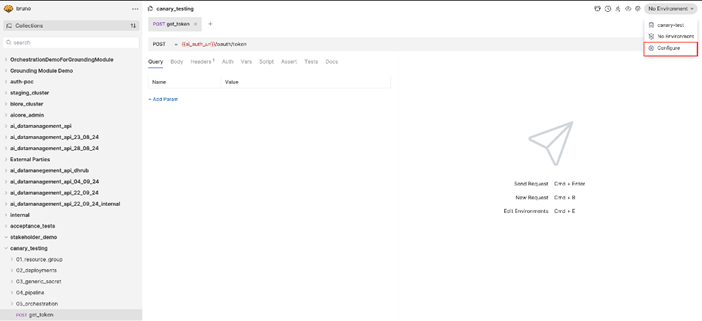 bruno
canary_testing
No Environment
Collections
POST get_token
canary-test
No Environment
Configure
search
POST {{ai_auth_url}}/oauth/token
Query Body Headers 1 Auth Vars Script Assert Tests Docs
Name Value
+ Add Param
OrchestrationDemoForGroundingModule
Grounding Module Demo
auth-poc
staging_cluster
blore_cluster
aicore_admin
ai_datamanagement_api
ai_datamanagement_api_23_08_24
ai_datamanagement_api_28_08_24
External Parties
ai_datamanegement_api_dhrub
ai_datamanagement_api_04_09_24
ai_datamanagement_api_22_09_24
ai_datamanagement_api_22_09_24_internal
internal
acceptance_tests
stakeholder_demo
canary_testing
01_resource_group
02_deployments
03_generic_secret
04_pipeline
05_orchestration
POST get_token
Send Request Cmd + Enter
New Request Cmd + B
Edit Environments Cmd + E